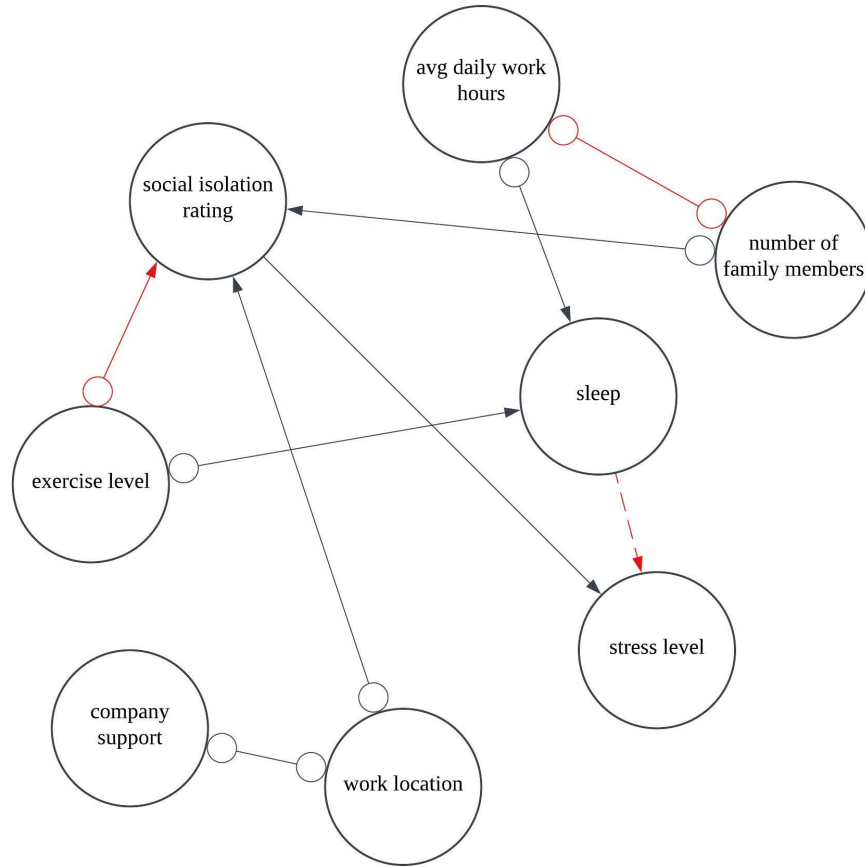 avg daily work
hours
social isolation
rating
number of
family members
sleep
exercise level
stress level
company
support
work location